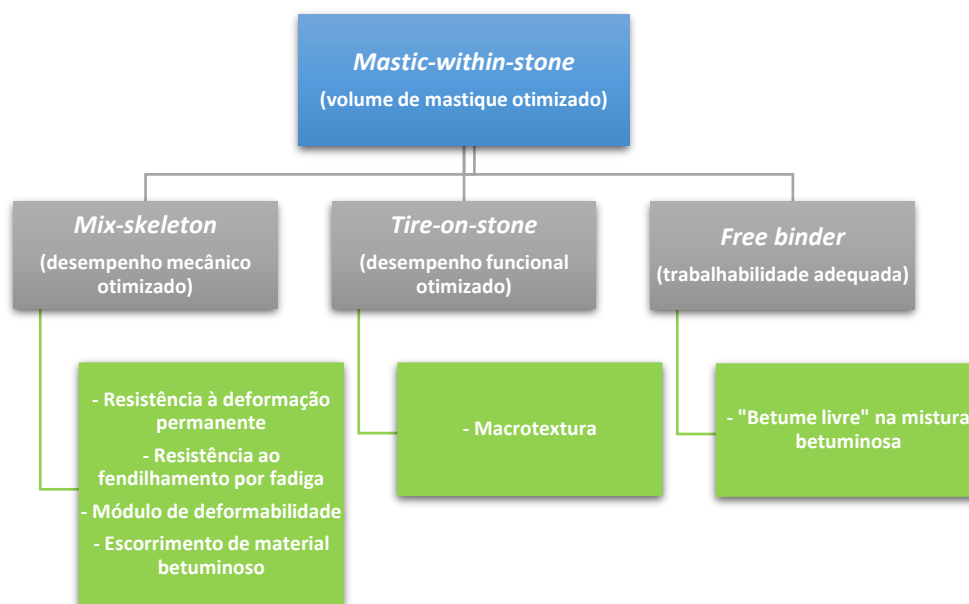 Mastic-within-stone
(volume de mastique otimizado)
Mix-skeleton
(desempenho mecânico
otimizado)
Tire-on-stone
(desempenho funcional
otimizado)
Free binder
(trabalhabilidade adequada)
- Resistência à deformação
permanente
- Resistência ao
fendilhamento por fadiga
- Módulo de deformabilidade
- Escorrimento de material
betuminoso
- Macrotextura
- "Betume livre" na mistura
betuminosa